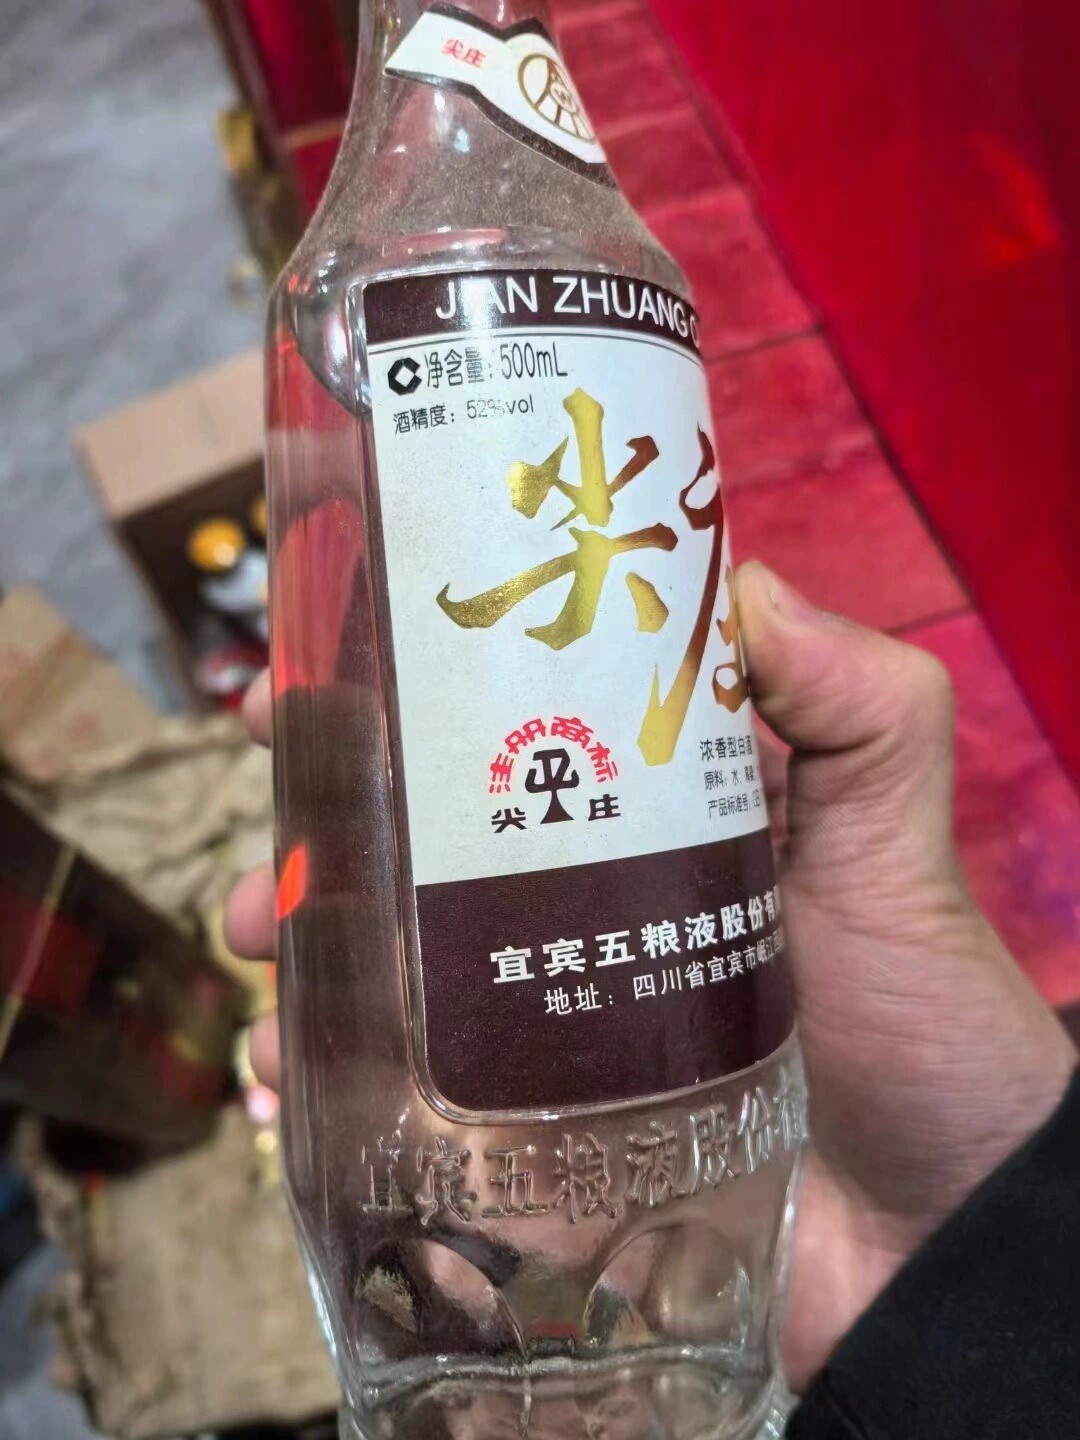 尖庄
JIAN ZHUANG
净含量: 500mL
酒精度: 52%vol
尖庄
注册商标
尖庄
浓香型白酒
原料: 水、高粱、
产品标准号:
宜宾五粮液股份有
地址: 四川省宜宾市岷江
宜宾五粮液股份有